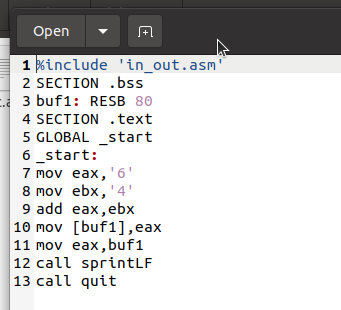 Open
1 %include 'in_out.asm'
2 SECTION .bss
3 buf1: RESB 80
4 SECTION .text
5 GLOBAL _start
6 _start:
7 mov eax,'6'
8 mov ebx,'4'
9 add eax,ebx
10 mov [buf1],eax
11 mov eax,buf1
12 call sprintLF
13 call quit